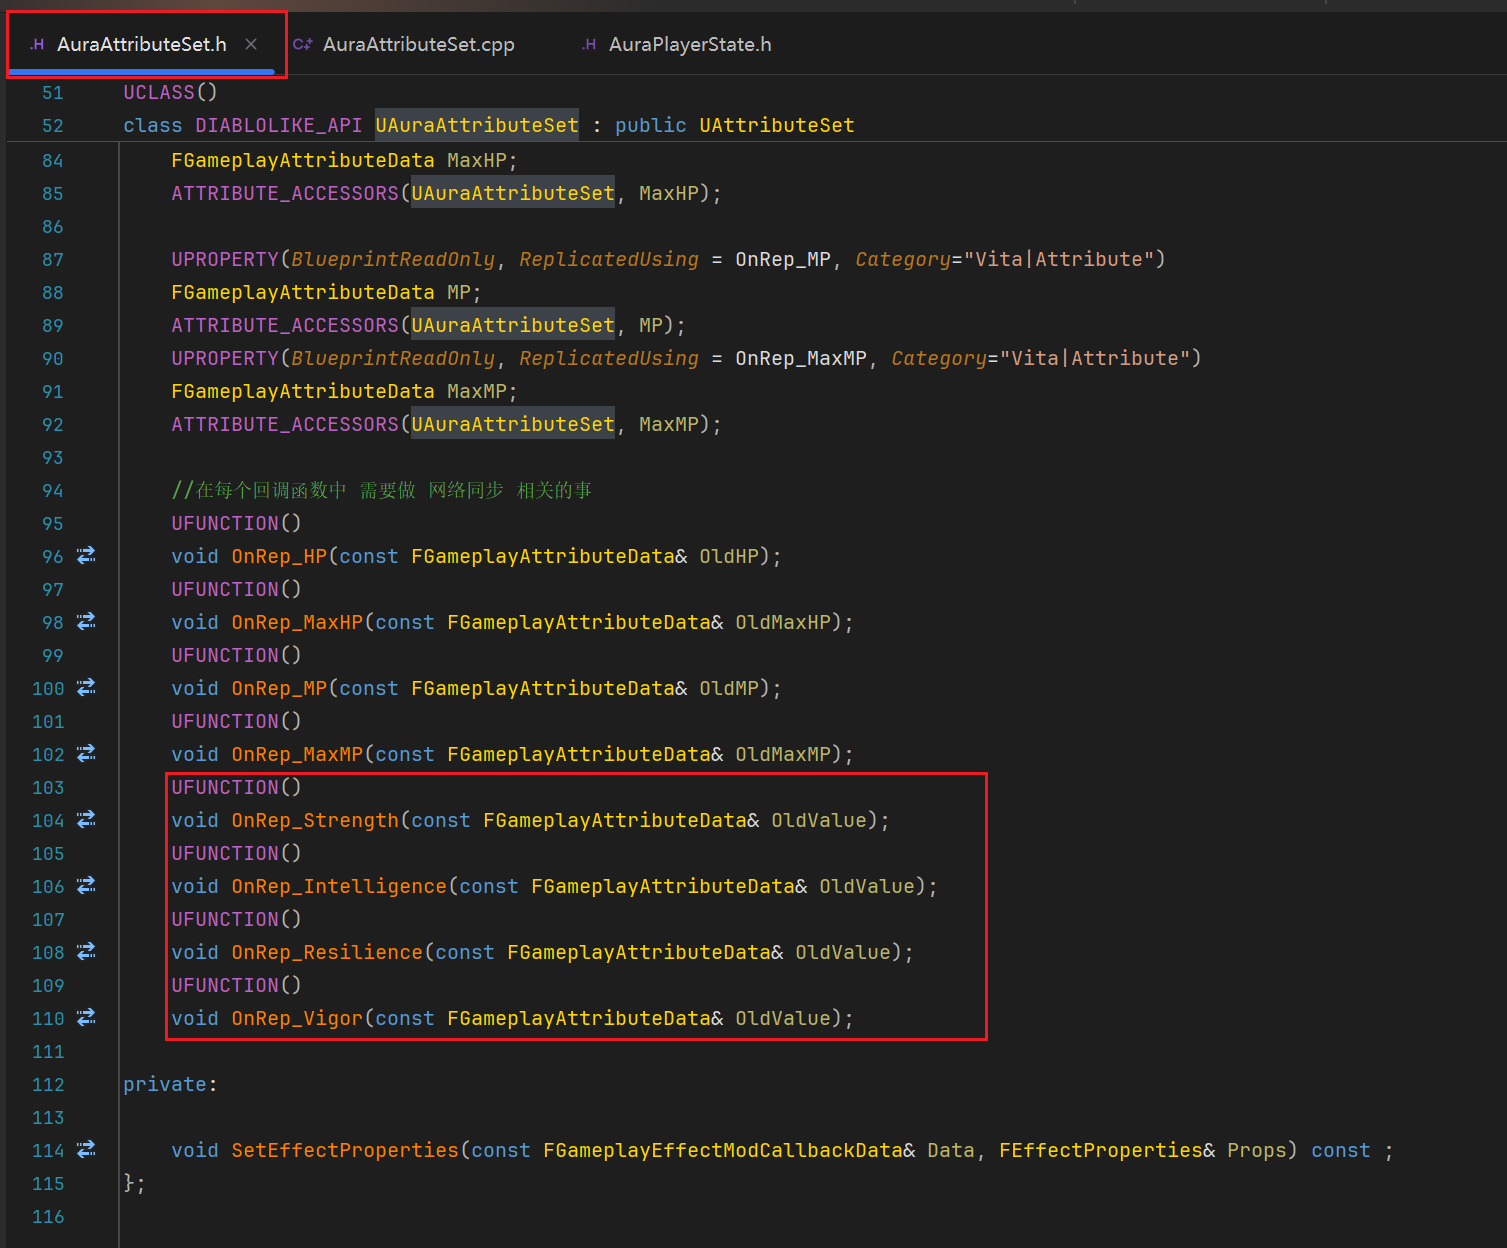 .H AuraAttributeSet.h × C++ AuraAttributeSet.cpp .H AuraPlayerState.h
51 UCLASS()
52 class DIABLOLIKE_API UAuraAttributeSet : public UAttributeSet
84 FGameplayAttributeData MaxHP;
85 ATTRIBUTE_ACCESSORS(UAuraAttributeSet, MaxHP);
86
87 UPROPERTY(BlueprintReadOnly, ReplicatedUsing = OnRep_MP, Category="Vita|Attribute")
88 FGameplayAttributeData MP;
89 ATTRIBUTE_ACCESSORS(UAuraAttributeSet, MP);
90 UPROPERTY(BlueprintReadOnly, ReplicatedUsing = OnRep_MaxMP, Category="Vita|Attribute")
91 FGameplayAttributeData MaxMP;
92 ATTRIBUTE_ACCESSORS(UAuraAttributeSet, MaxMP);
93
94 //在每个回调函数中 需要做 网络同步 相关的事
95 UFUNCTION()
96 void OnRep_HP(const FGameplayAttributeData& OldHP);
97 UFUNCTION()
98 void OnRep_MaxHP(const FGameplayAttributeData& OldMaxHP);
99 UFUNCTION()
100 void OnRep_MP(const FGameplayAttributeData& OldMP);
101 UFUNCTION()
102 void OnRep_MaxMP(const FGameplayAttributeData& OldMaxMP);
103 UFUNCTION()
104 void OnRep_Strength(const FGameplayAttributeData& OldValue);
105 UFUNCTION()
106 void OnRep_Intelligence(const FGameplayAttributeData& OldValue);
107 UFUNCTION()
108 void OnRep_Resilience(const FGameplayAttributeData& OldValue);
109 UFUNCTION()
110 void OnRep_Vigor(const FGameplayAttributeData& OldValue);
111
112 private:
113
114 void SetEffectProperties(const FGameplayEffectModCallbackData& Data, FEffectProperties& Props) const ;
115 };
116